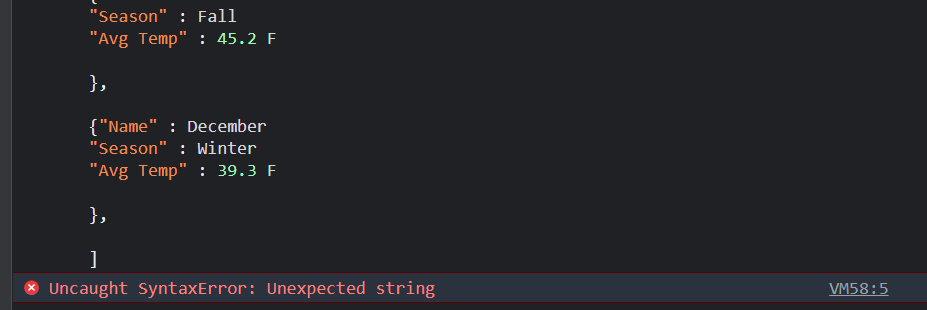 {
"Season" : Fall
"Avg Temp" : 45.2 F
},
{"Name" : December
"Season" : Winter
"Avg Temp" : 39.3 F
},
]
Uncaught SyntaxError: Unexpected string VM58:5